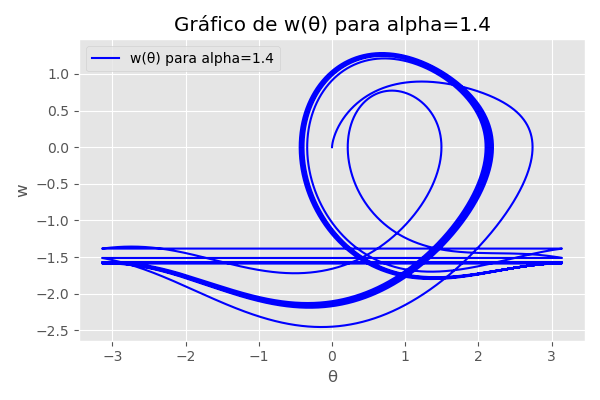 Gráfico de w(θ) para alpha=1.4
w(θ) para alpha=1.4
1.0
0.5
0.0
−0.5
−1.0
−1.5
−2.0
−2.5
w
−3 −2 −1 0 1 2 3
θ